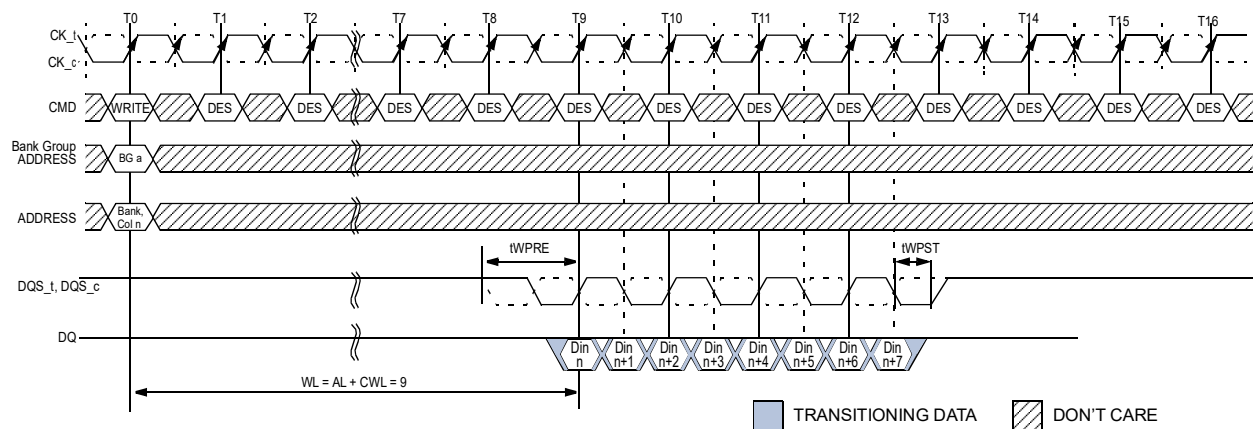 T0 T1 T2 T7 T8 T9 T10 T11 T12 T13 T14 T15 T16
CK_t
CK_c
CMD WRITE DES DES DES DES DES DES DES DES DES DES DES DES
Bank Group
ADDRESS BG a
ADDRESS Bank,
Col n
tWPRE tWPST
DQS_t, DQS_c
DQ Din Din Din Din Din Din Din Din
n n+1 n+2 n+3 n+4 n+5 n+6 n+7
WL = AL + CWL = 9
TRANSITIONING DATA DON'T CARE